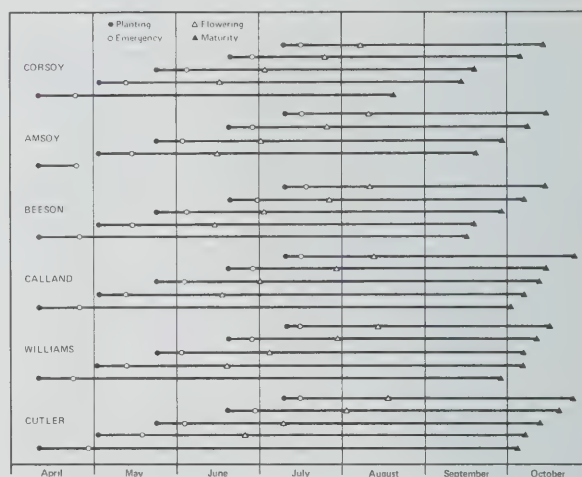 ● Planting △ Flowering
○ Emergency ▲ Maturity
CORSOY
AMSOY
BEESON
CALLAND
WILLIAMS
CUTLER
April May June July August September October